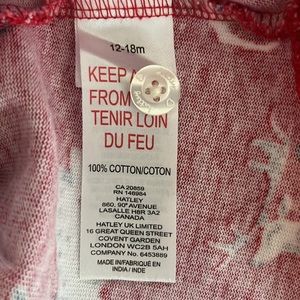 12-18m
KEEP
FROM
TENIR LOIN
DU FEU
100% COTTON/COTON
CA 20859
RN 146984
HATLEY
860, 90e AVENUE
LASALLE H8R 3A2
CANADA
HATLEY UK LIMITED
16 GREAT QUEEN STREET
COVENT GARDEN
LONDON WC2B 5AH
COMPANY No. 6453889
MADE IN/FABRIQUÉ EN
INDIA / INDE